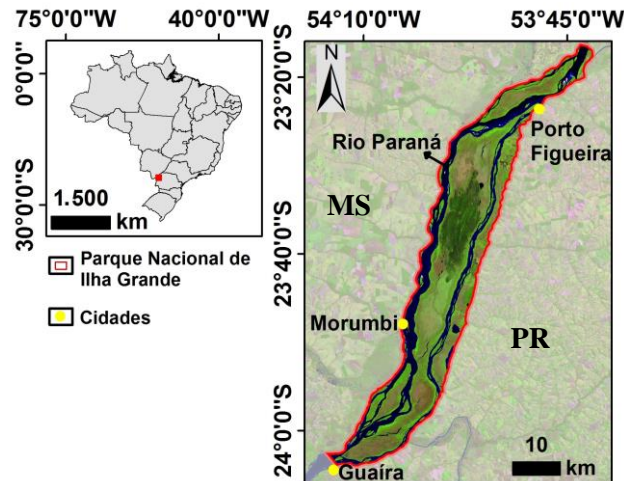 75°0'0"W
40°0'0"W
0°0'0"
30°0'0"S
1.500
km
Parque Nacional de
Ilha Grande
Cidades
54°10'0"W
53°45'0"W
23°20'0"S
23°40'0"S
24°0'0"S
N
Rio Paraná
Porto
Figueira
MS
Morumbi
PR
Guaíra
10
km